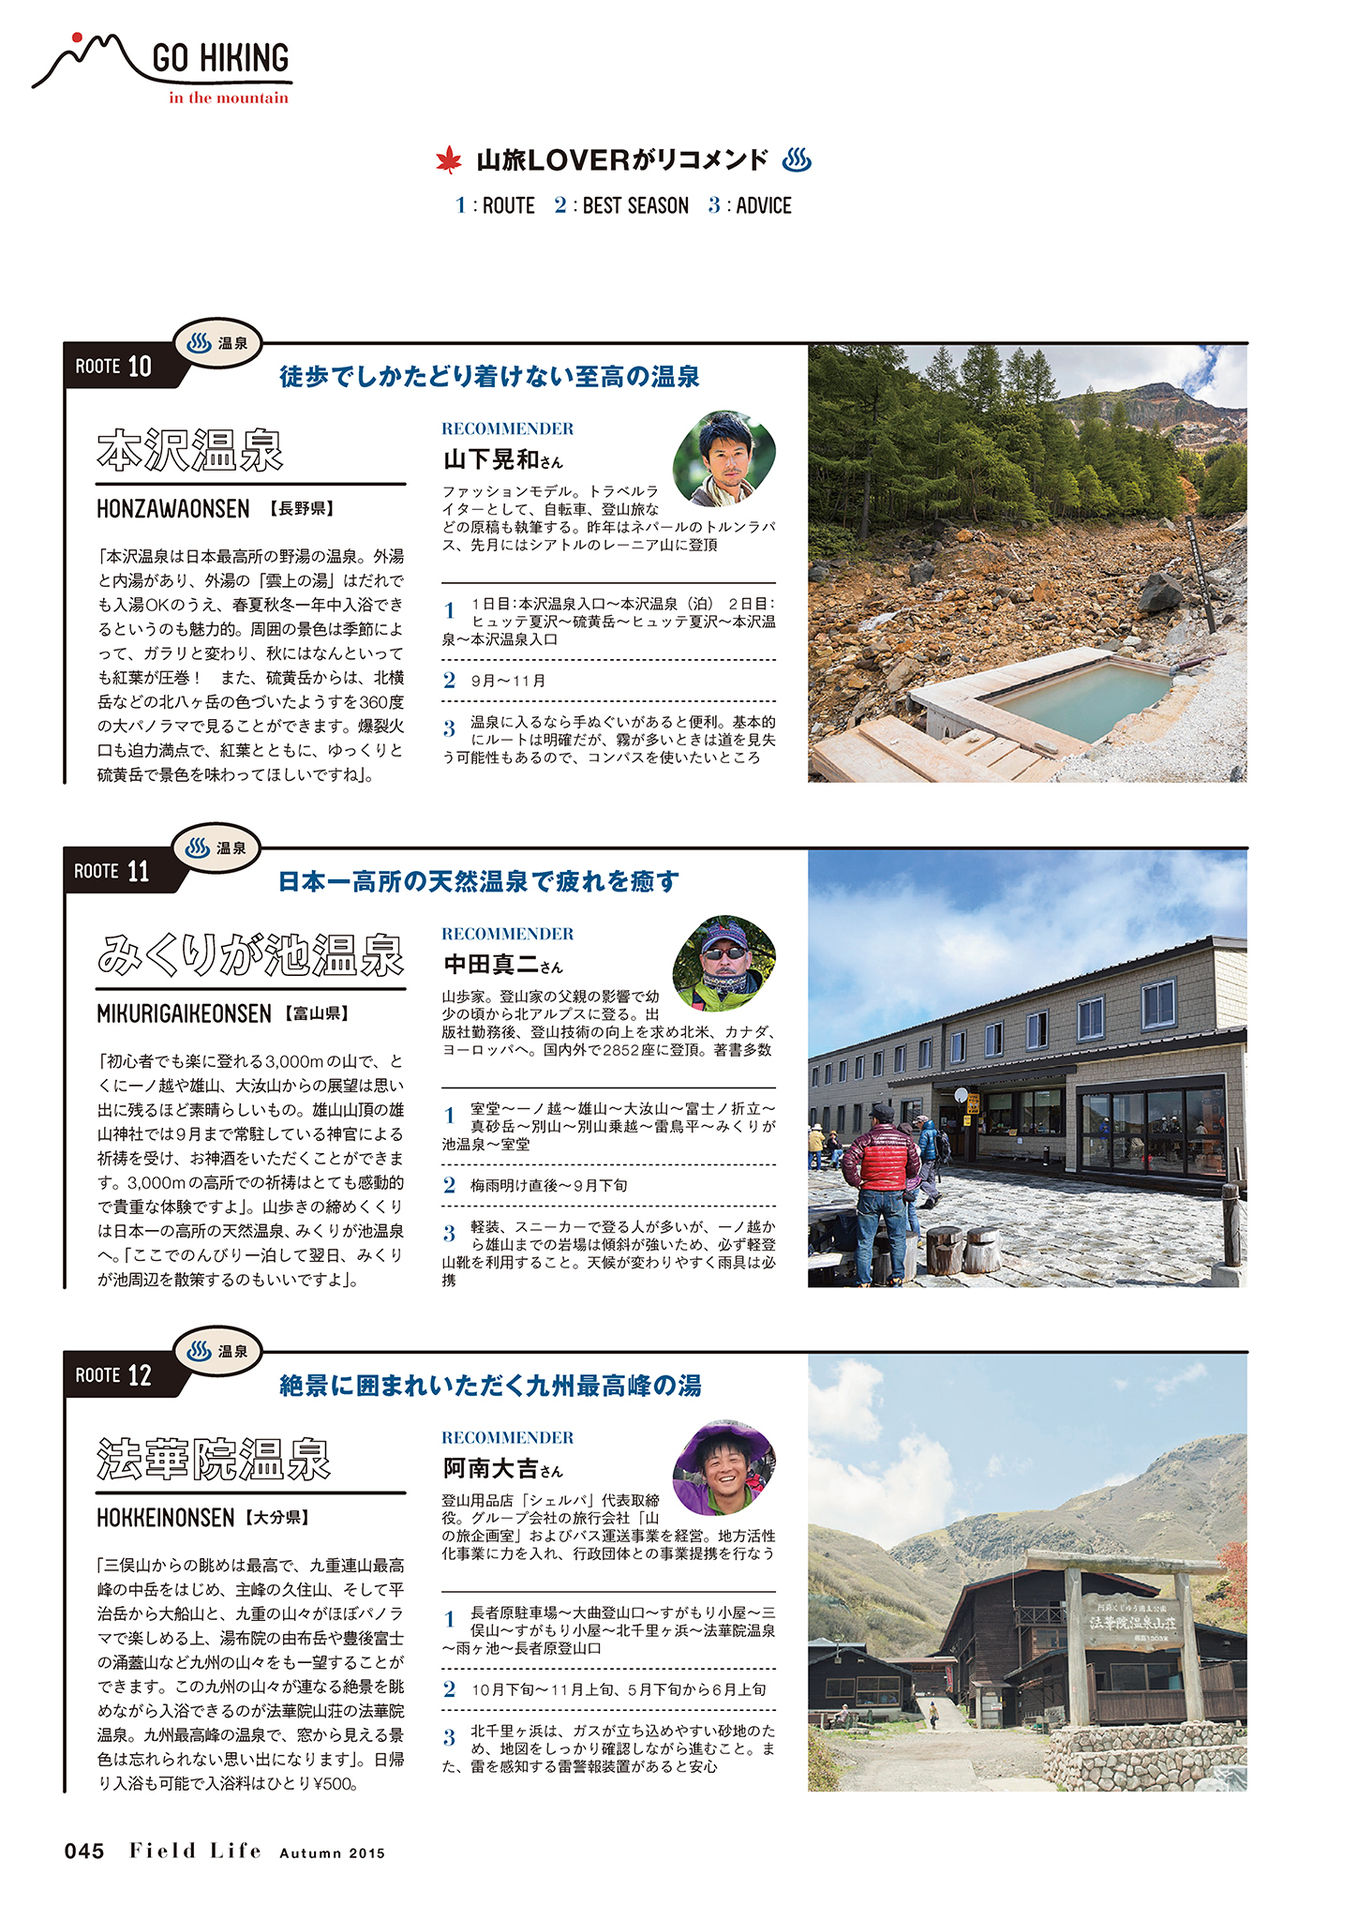 GO HIKING
in the mountain
山旅LOVERがリコメンド
1 : ROUTE 2 : BEST SEASON 3 : ADVICE
ROOTE 10
温泉
徒歩でしかたどり着けない至高の温泉
本沢温泉
HONZAWAONSEN 【長野県】
「本沢温泉は日本最高所の野湯の温泉。外湯
と内湯があり、外湯の「雲上の湯」はだれで
も入湯OKのうえ、春夏秋冬一年中入浴でき
るというのも魅力的。周囲の景色は季節によ
って、ガラリと変わり、秋にはなんといって
も紅葉が圧巻！　また、硫黄岳からは、北横
岳などの北八ヶ岳の色づいたようすを360度
の大パノラマで見ることができます。爆裂火
口も迫力満点で、紅葉とともに、ゆっくりと
硫黄岳で景色を味わってほしいですね」。
RECOMMENDER
山下晃和さん
ファッションモデル。トラベルラ
イターとして、自転車、登山旅な
どの原稿も執筆する。昨年はネパールのトルンラパ
ス、先月にはシアトルのレーニア山に登頂
1 1日目：本沢温泉入口〜本沢温泉（泊）　2日目：
ヒュッテ夏沢〜硫黄岳〜ヒュッテ夏沢〜本沢温
泉〜本沢温泉入口
2 9月〜11月
3 温泉に入るなら手ぬぐいがあると便利。基本的
にルートは明確だが、霧が多いときは道を見失
う可能性もあるので、コンパスを使いたいところ
ROOTE 11
温泉
日本一高所の天然温泉で疲れを癒す
みくりが池温泉
MIKURIGAIKEONSEN 【富山県】
「初心者でも楽に登れる3,000mの山で、と
くに一ノ越や雄山、大汝山からの展望は思い
出に残るほど素晴らしいもの。雄山山頂の雄
山神社では9月まで常駐している神官による
祈祷を受け、お神酒をいただくことができま
す。3,000mの高所での祈祷はとても感動的
で貴重な体験ですよ」。山歩きの締めくくり
は日本一の高所の天然温泉、みくりが池温泉
へ。「ここでのんびり一泊して翌日、みくり
が池周辺を散策するのもいいですよ」。
RECOMMENDER
中田真二さん
山歩家。登山家の父親の影響で幼
少の頃から北アルプスに登る。出
版社勤務後、登山技術の向上を求め北米、カナダ、
ヨーロッパへ。国内外で2852座に登頂。著書多数
1 室堂〜一ノ越〜雄山〜大汝山〜富士ノ折立〜
真砂岳〜別山〜別山乗越〜雷鳥平〜みくりが
池温泉〜室堂
2 梅雨明け直後〜9月下旬
3 軽装、スニーカーで登る人が多いが、一ノ越か
ら雄山までの岩場は傾斜が強いため、必ず軽登
山靴を利用すること。天候が変わりやすく雨具は必
携
ROOTE 12
温泉
絶景に囲まれいただく九州最高峰の湯
法華院温泉
HOKKEINONSEN 【大分県】
「三俣山からの眺めは最高で、九重連山最高
峰の中岳をはじめ、主峰の久住山、そして平
治岳から大船山と、九重の山々がほぼパノラ
マで楽しめる上、湯布院の由布岳や豊後富士
の涌蓋山など九州の山々をも一望することが
できます。この九州の山々が連なる絶景を眺
めながら入浴できるのが法華院山荘の法華院
温泉。九州最高峰の温泉で、窓から見える景
色は忘れられない思い出になります」。日帰
り入浴も可能で入浴料はひとり¥500。
RECOMMENDER
阿南大吉さん
登山用品店「シェルパ」代表取締
役。グループ会社の旅行会社「山
の旅企画室」およびバス運送事業を経営。地方活性
化事業に力を入れ、行政団体との事業提携を行なう
1 長者原駐車場〜大曲登山口〜すがもり小屋〜三
俣山〜すがもり小屋〜北千里ヶ浜〜法華院温泉
〜雨ヶ池〜長者原登山口
2 10月下旬〜11月上旬、5月下旬から6月上旬
3 北千里ヶ浜は、ガスが立ち込めやすい砂地のた
め、地図をしっかり確認しながら進むこと。ま
た、雷を感知する雷警報装置があると安心
阿蘇くじゅう国立公園
法華院温泉山荘
標高1303米
045 Field Life Autumn 2015